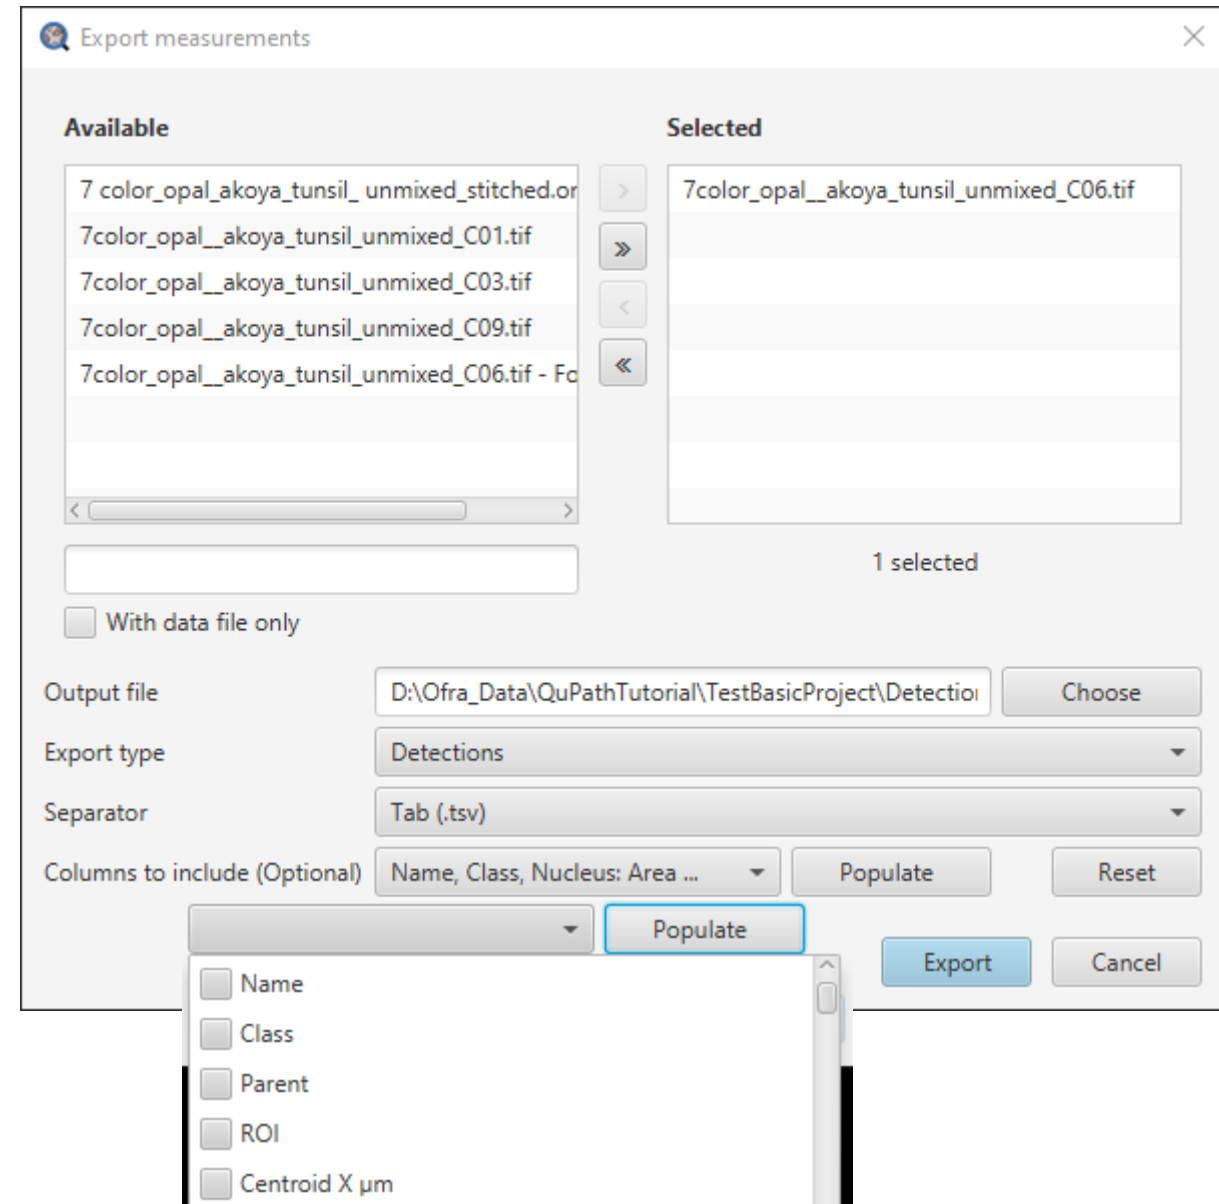 Export measurements
Available
Selected
7 color_opal_akoya_tunsil_ unmixed_stitched.or
7color_opal__akoya_tunsil_unmixed_C01.tif
7color_opal__akoya_tunsil_unmixed_C03.tif
7color_opal__akoya_tunsil_unmixed_C09.tif
7color_opal__akoya_tunsil_unmixed_C06.tif - Fo
>
»
<
«
7color_opal__akoya_tunsil_unmixed_C06.tif
1 selected
With data file only
Output file D:\Ofra_Data\QuPathTutorial\TestBasicProject\Detection Choose
Export type Detections
Separator Tab (.tsv)
Columns to include (Optional) Name, Class, Nucleus: Area ... Populate Reset
Populate
Export Cancel
Name
Class
Parent
ROI
Centroid X µm